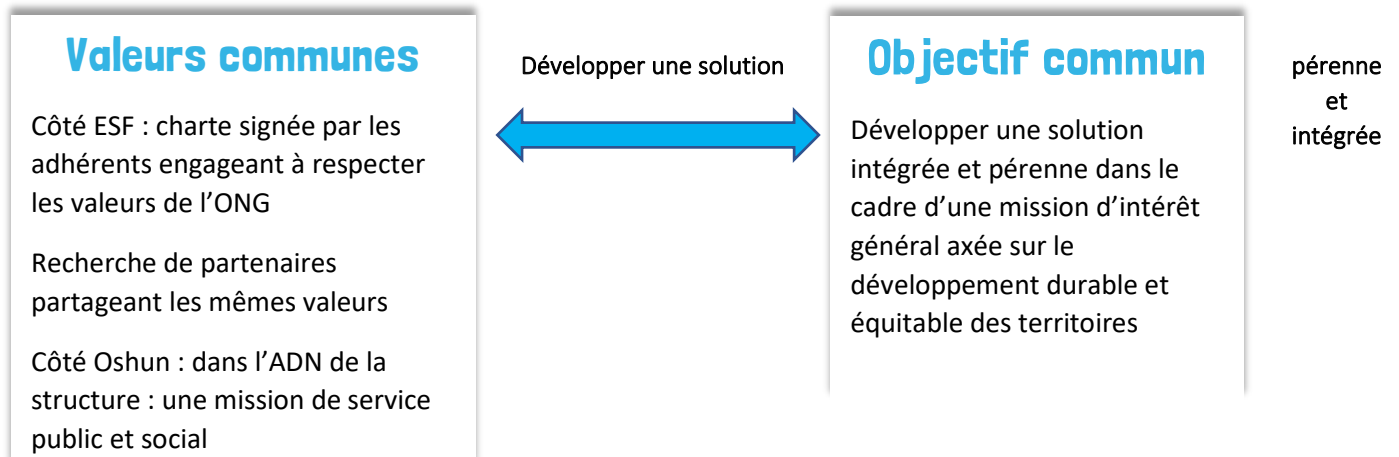 Valeurs communes
Côté ESF : charte signée par les
adhérents engageant à respecter
les valeurs de l’ONG
Recherche de partenaires
partageant les mêmes valeurs
Côté Oshun : dans l’ADN de la
structure : une mission de service
public et social
Développer une solution
Objectif commun
Développer une solution
intégrée et pérenne dans le
cadre d’une mission d’intérêt
général axée sur le
développement durable et
équitable des territoires
pérenne
et
intégrée